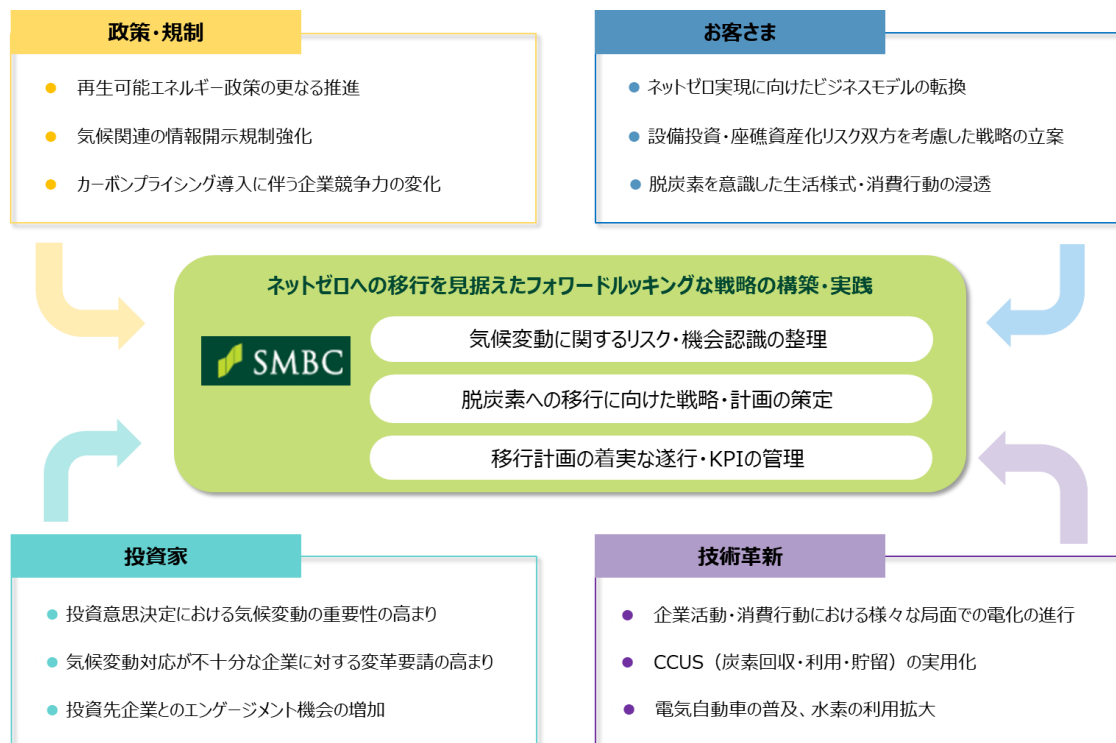 政策・規制
再生可能エネルギー政策の更なる推進
気候関連の情報開示規制強化
カーボンプライシング導入に伴う企業競争力の変化
お客さま
ネットゼロ実現に向けたビジネスモデルの転換
設備投資・座礁資産化リスク双方を考慮した戦略の立案
脱炭素を意識した生活様式・消費行動の浸透
ネットゼロへの移行を見据えたフォワードルッキングな戦略の構築・実践
SMBC
気候変動に関するリスク・機会認識の整理
脱炭素への移行に向けた戦略・計画の策定
移行計画の着実な遂行・KPIの管理
投資家
投資意思決定における気候変動の重要性の高まり
気候変動対応が不十分な企業に対する変革要請の高まり
投資先企業とのエンゲージメント機会の増加
技術革新
企業活動・消費行動における様々な局面での電化の進行
CCUS（炭素回収・利用・貯留）の実用化
電気自動車の普及、水素の利用拡大